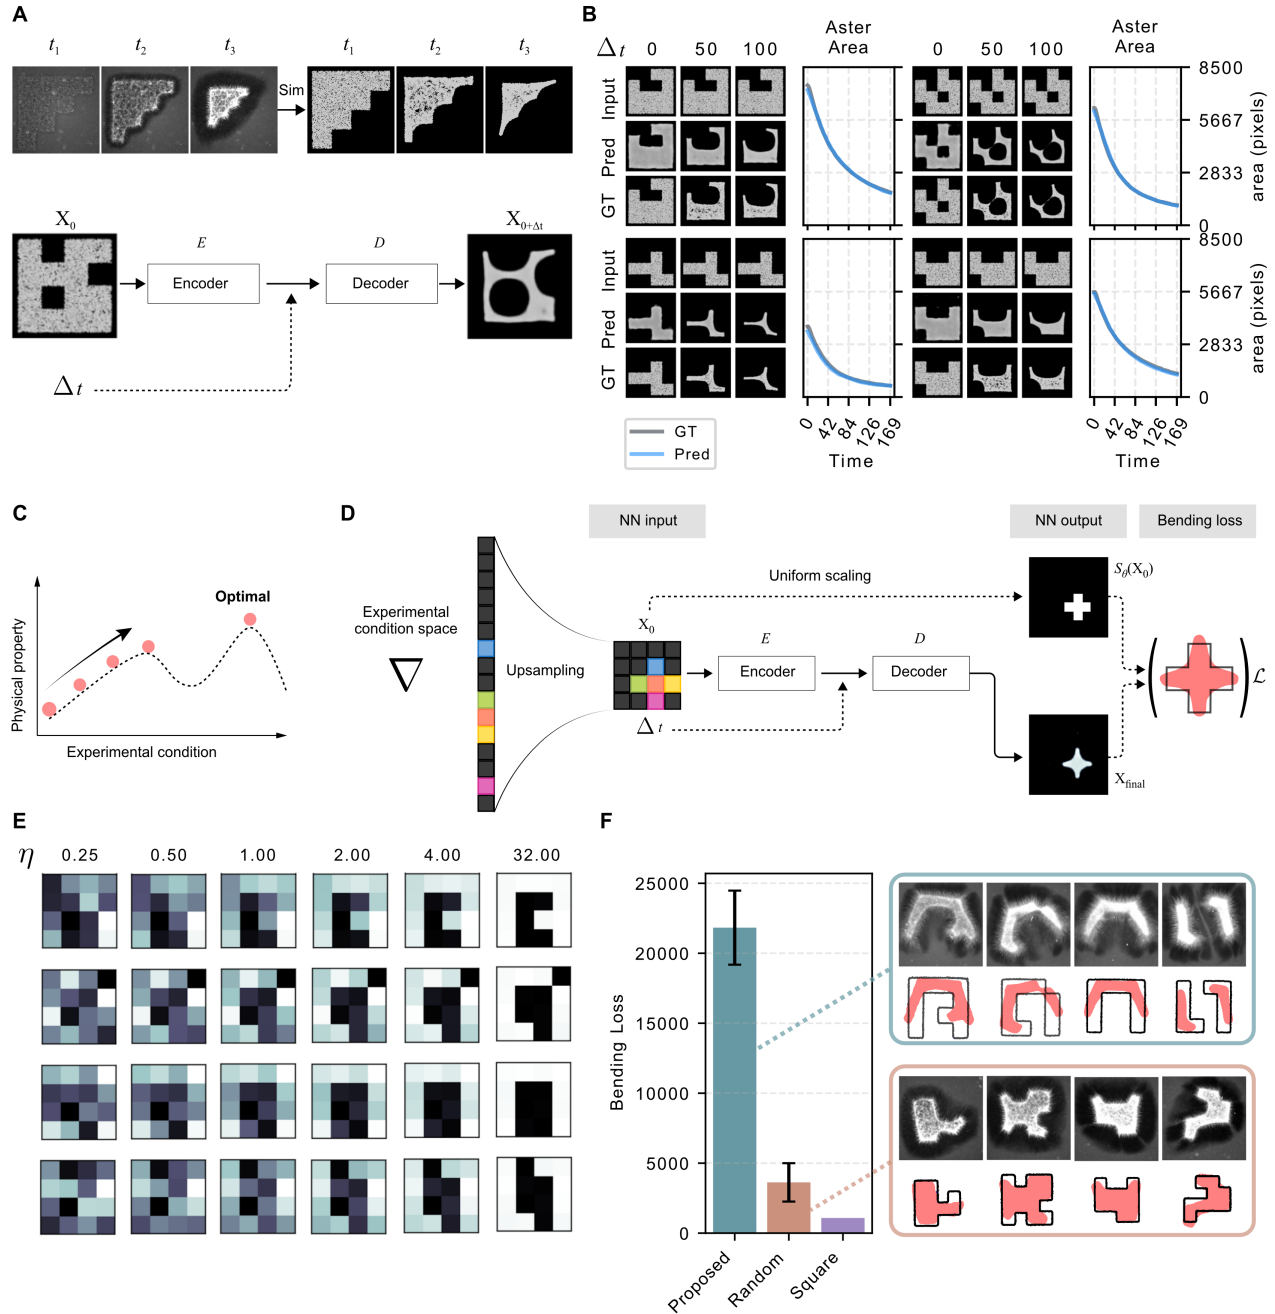 A
t1 t2 t3 t1 t2 t3
Sim
X0 X0+Δt
E D
Encoder Decoder
Δt
B
Δt 0 50 100 Aster Area 0 50 100 Aster Area
Input
Pred
GT
8500
5667
2833
0
area (pixels)
Input
Pred
GT
8500
5667
2833
0
area (pixels)
0 42 84 126 169
Time
0 42 84 126 169
Time
GT
Pred
C
Physical property
Optimal
Experimental condition
D
NN input NN output Bending loss
Experimental
condition space
Upsampling
Uniform scaling
X0
E D
Encoder Decoder
Δt
Sθ(X0)
Xfinal
ℒ
E
η 0.25 0.50 1.00 2.00 4.00 32.00
F
Bending Loss
25000
20000
15000
10000
5000
0
Proposed
Random
Square